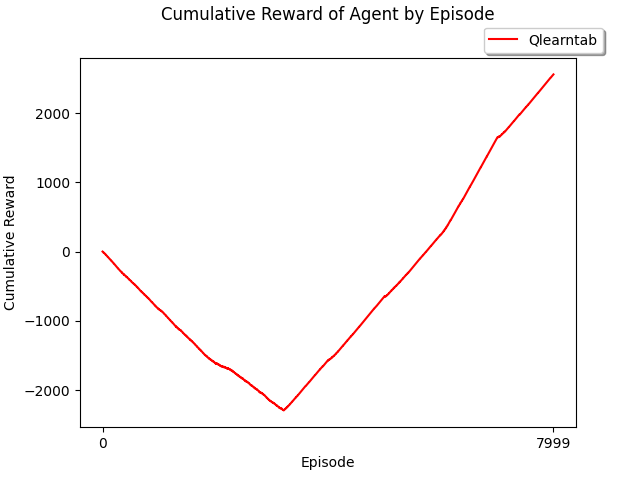 Cumulative Reward of Agent by Episode
Qlearntab
2000
1000
0
−1000
−2000
Cumulative Reward
0
7999
Episode